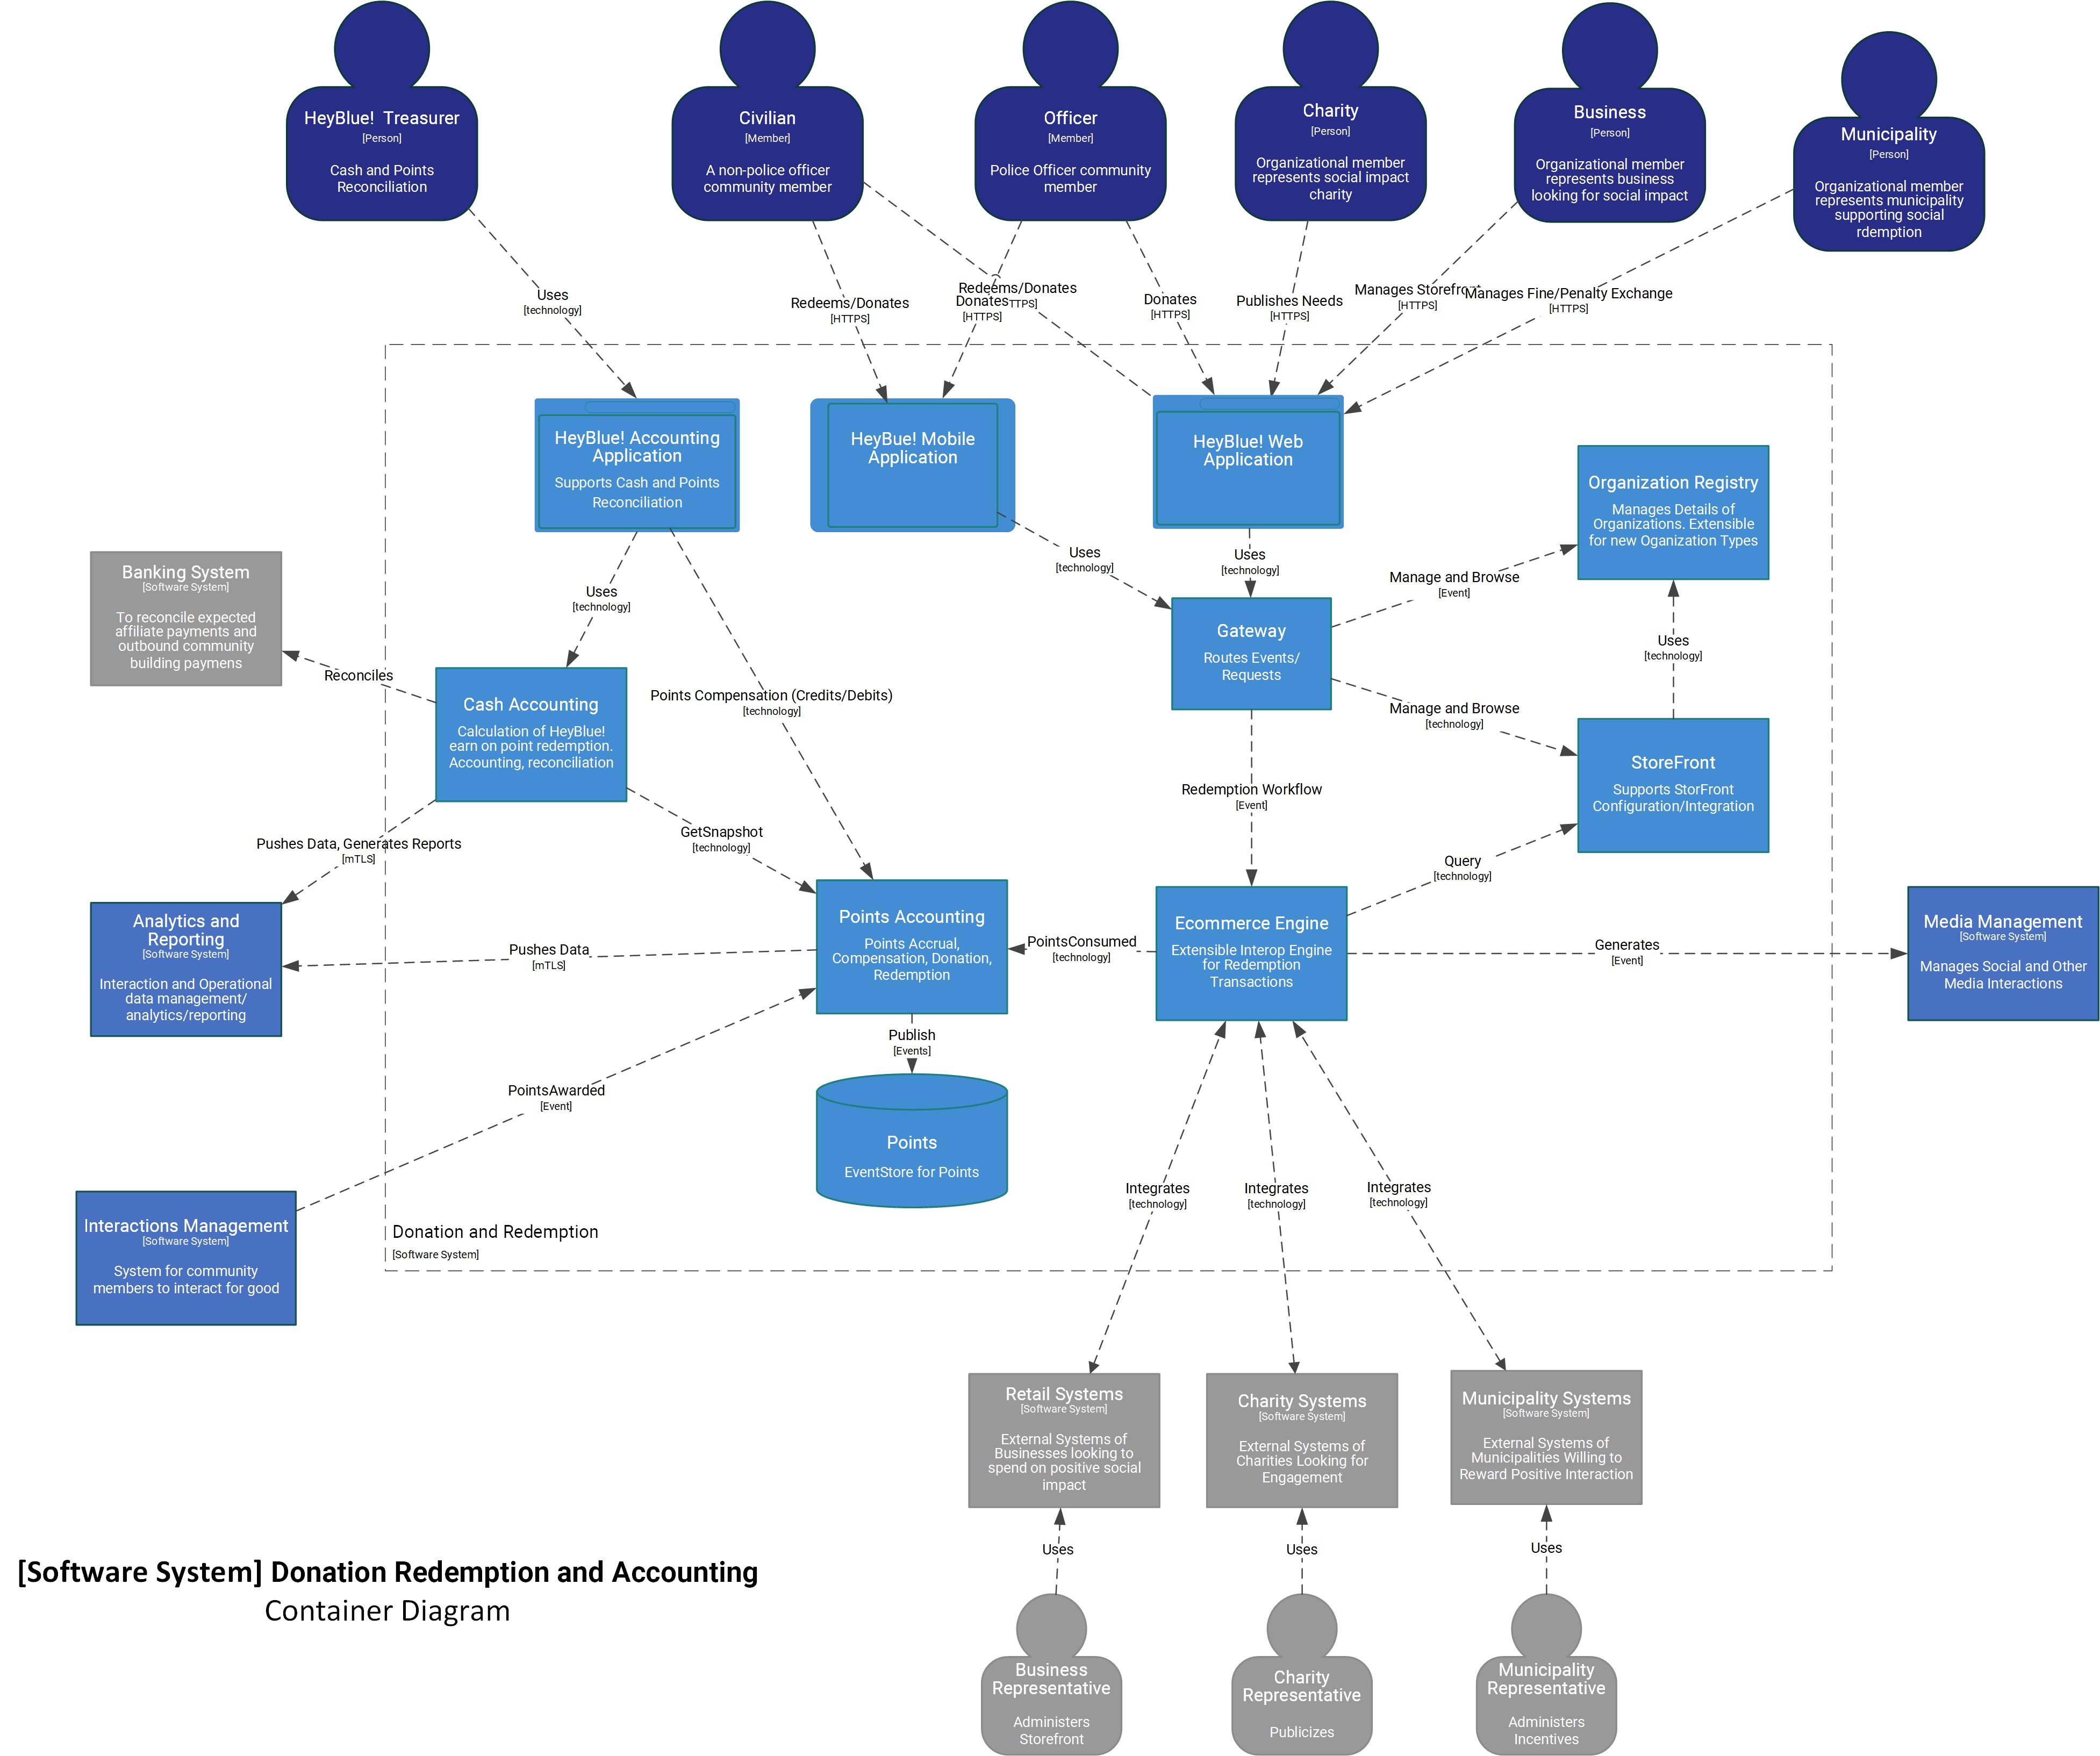 HeyBlue!  Treasurer
[Person]
Cash and Points
Reconciliation
Civilian
[Member]
A non-police officer
community member
Officer
[Member]
Police Officer community
member
Charity
[Person]
Organizational member
represents social impact
charity
Business
[Person]
Organizational member
represents business
looking for social impact
Municipality
[Person]
Organizational member
represents municipality
supporting social
rdemption
Uses
[technology]
Redeems/Donates
[HTTPS]
Redeems/Donates
TTPS]
Donates
[HTTPS]
Donates
[HTTPS]
Publishes Needs
[HTTPS]
Manages Storefront
[HTTPS]
Manages Fine/Penalty Exchange
[HTTPS]
HeyBlue! Accounting
Application
Supports Cash and Points
Reconciliation
HeyBue! Mobile
Application
HeyBlue! Web
Application
Organization Registry
Manages Details of
Organizations. Extensible
for new Oganization Types
Uses
[technology]
Uses
[technology]
Uses
[technology]
Manage and Browse
[Event]
Banking System
[Software System]
To reconcile expected
affiliate payments and
outbound community
building paymens
Reconciles
Gateway
Routes Events/
Requests
Uses
[technology]
Cash Accounting
Calculation of HeyBlue!
earn on point redemption.
Accounting, reconciliation
Points Compensation (Credits/Debits)
[technology]
Manage and Browse
[technology]
StoreFront
Supports StorFront
Configuration/Integration
Redemption Workflow
[Event]
Pushes Data, Generates Reports
[mTLS]
GetSnapshot
[technology]
Query
[technology]
Analytics and
Reporting
[Software System]
Interaction and Operational
data management/
analytics/reporting
Pushes Data
[mTLS]
Points Accounting
Points Accrual,
Compensation, Donation,
Redemption
PointsConsumed
[technology]
Ecommerce Engine
Extensible Interop Engine
for Redemption
Transactions
Generates
[Event]
Media Management
[Software System]
Manages Social and Other
Media Interactions
Publish
[Events]
PointsAwarded
[Event]
Points
EventStore for Points
Integrates
[technology]
Integrates
[technology]
Integrates
[technology]
Interactions Management
[Software System]
System for community
members to interact for good
Donation and Redemption
[Software System]
Retail Systems
[Software System]
External Systems of
Businesses looking to
spend on positive social
impact
Charity Systems
[Software System]
External Systems of
Charities Looking for
Engagement
Municipality Systems
[Software System]
External Systems of
Municipalities Willing to
Reward Positive Interaction
Uses
Uses
Uses
[Software System] Donation Redemption and Accounting
Container Diagram
Business
Representative
Administers
Storefront
Charity
Representative
Publicizes
Municipality
Representative
Administers
Incentives